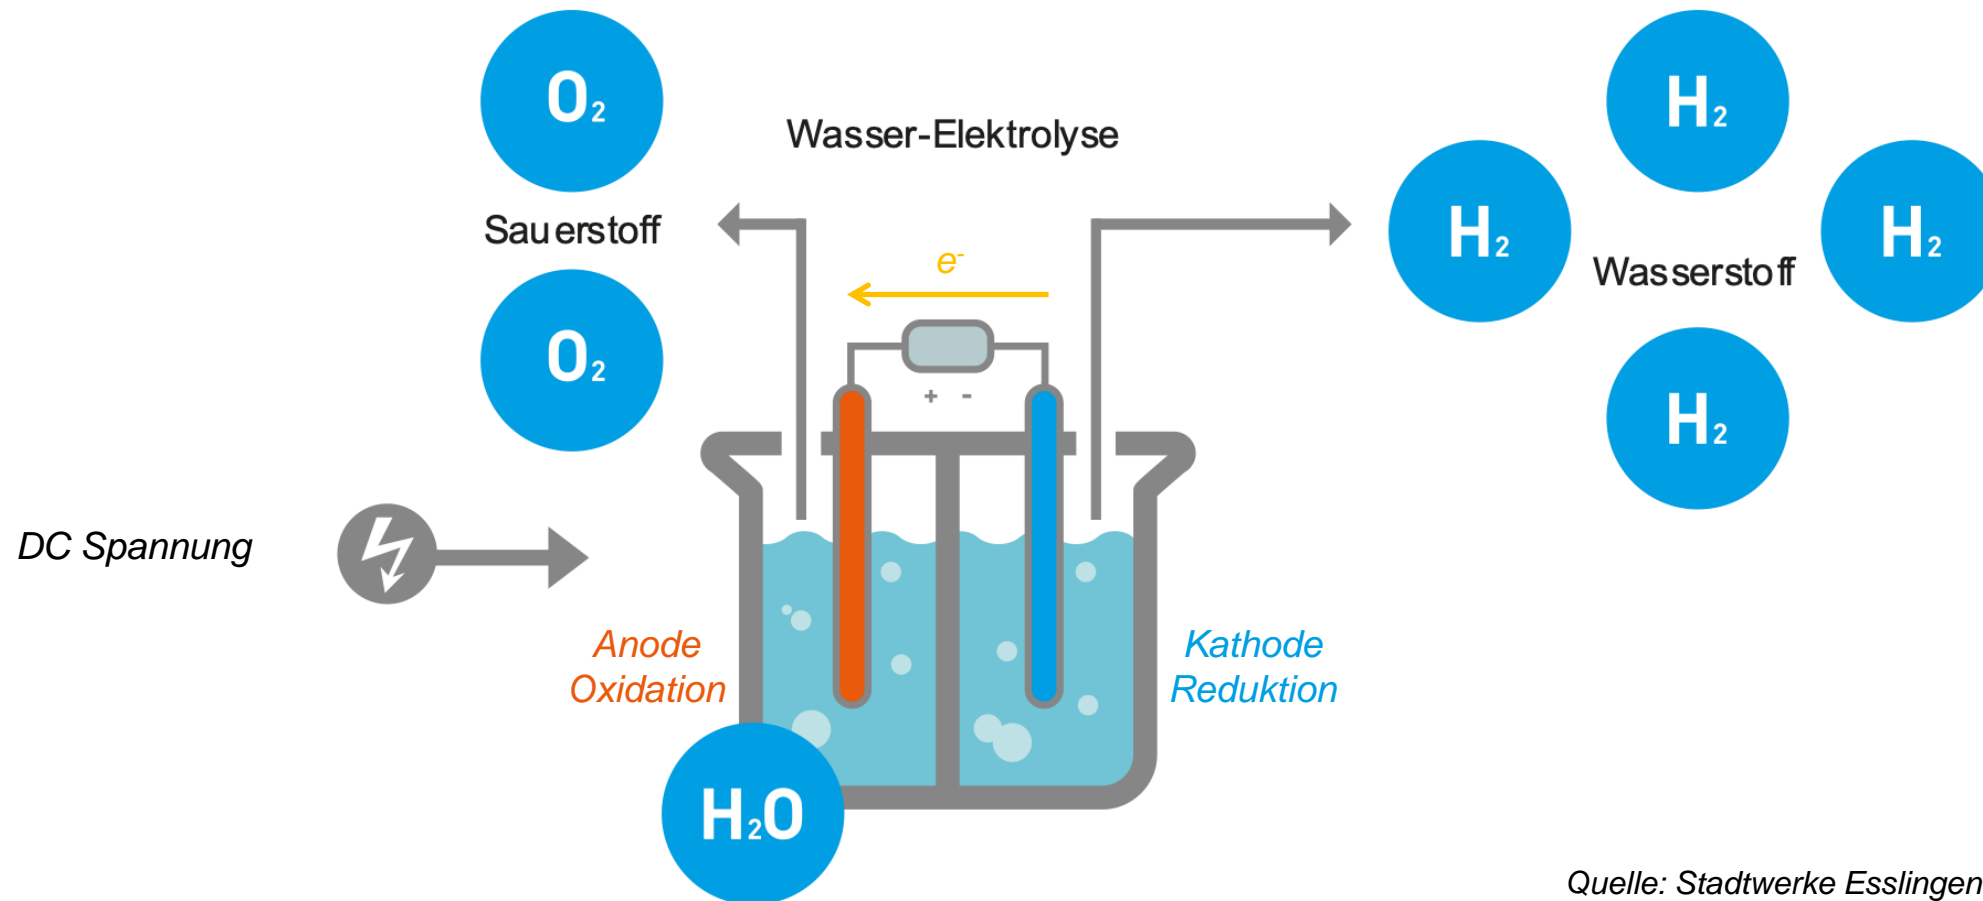 O₂
Wasser-Elektrolyse
H₂
Sauerstoff
H₂
H₂
e⁻
Wasserstoff
O₂
+ -
H₂
DC Spannung
Anode
Oxidation
Kathode
Reduktion
H₂O
Quelle: Stadtwerke Esslingen